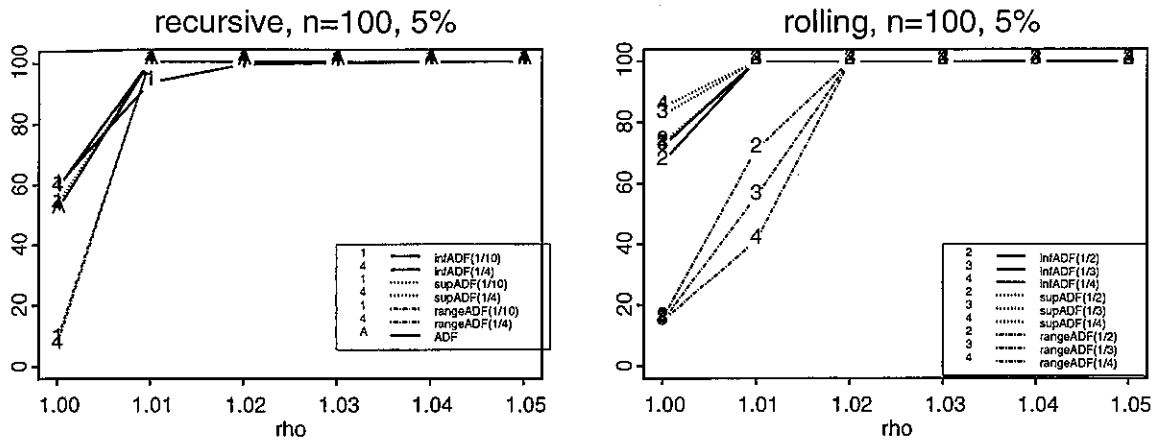 recursive, n=100, 5%
100
80
60
40
20
0
1 infADF(1/10)
4 infADF(1/4)
1 supADF(1/10)
4 supADF(1/4)
1 rangeADF(1/10)
4 rangeADF(1/4)
A ADF
1.00 1.01 1.02 1.03 1.04 1.05
rho
rolling, n=100, 5%
100
80
60
40
20
0
2 infADF(1/2)
3 infADF(1/3)
4 infADF(1/4)
2 supADF(1/2)
3 supADF(1/3)
4 supADF(1/4)
2 rangeADF(1/2)
3 rangeADF(1/3)
4 rangeADF(1/4)
1.00 1.01 1.02 1.03 1.04 1.05
rho